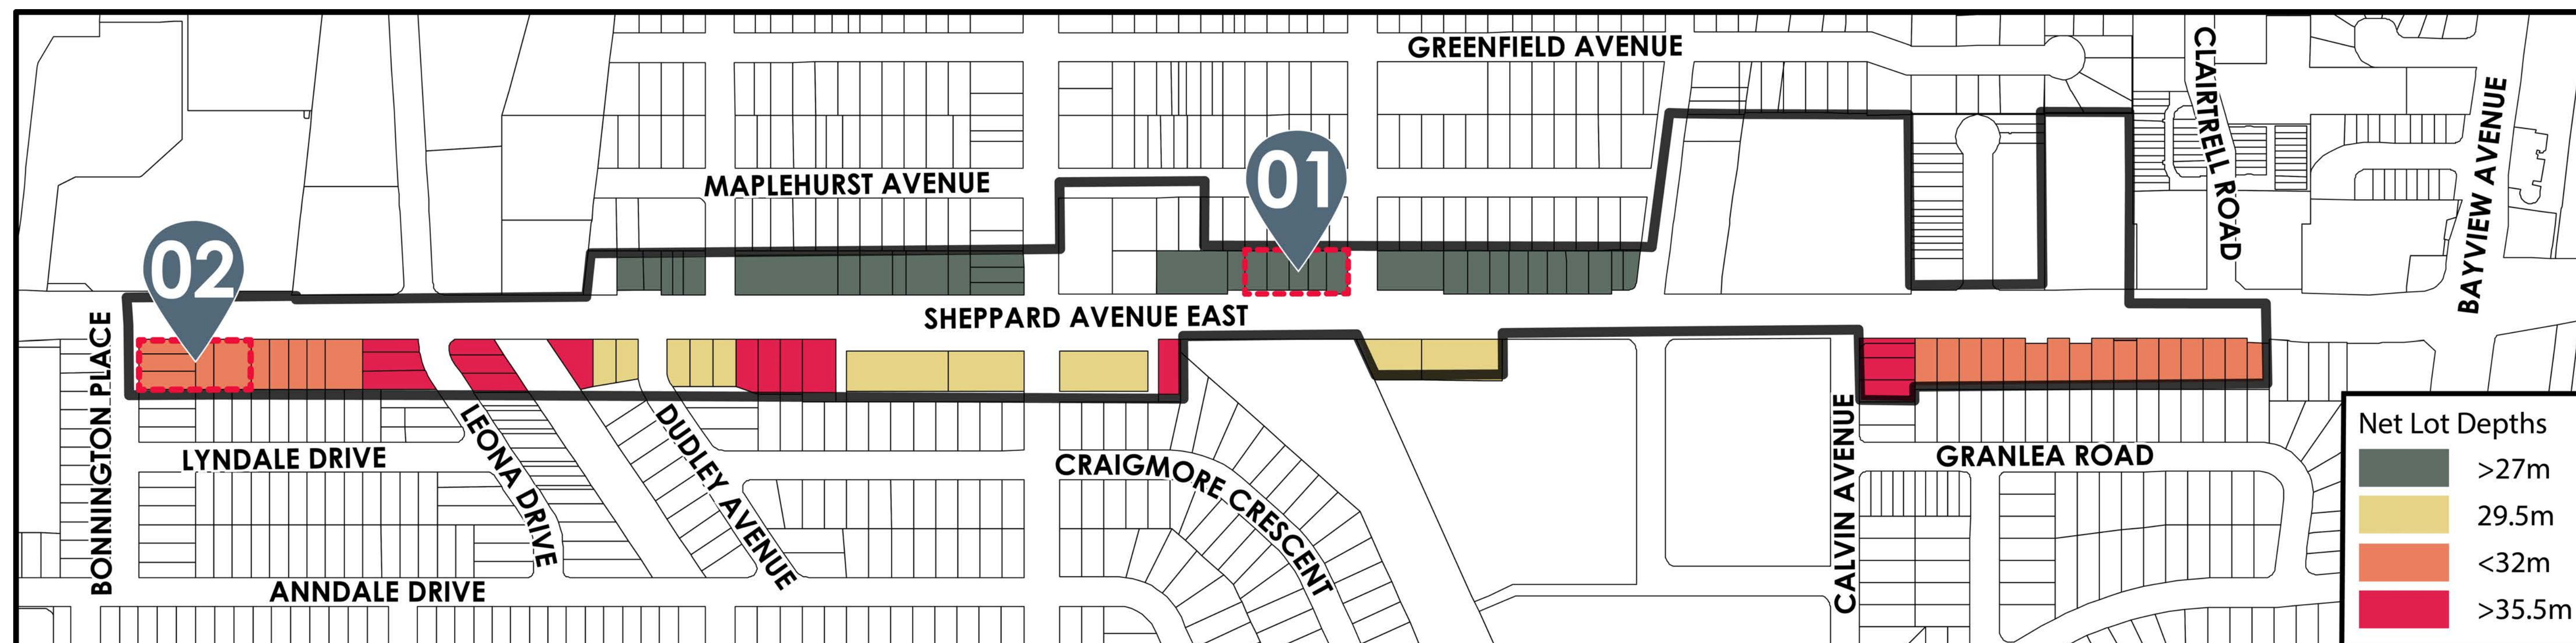 GREENFIELD AVENUE
CLAIRTRELL ROAD
BAYVIEW AVENUE
MAPLEHURST AVENUE
01
02
SHEPPARD AVENUE EAST
BONNINGTON PLACE
LYNDALE DRIVE
LEONA DRIVE
DUDLEY AVENUE
CRAIGMORE CRESCENT
CALVIN AVENUE
GRANLEA ROAD
ANNDALE DRIVE
Net Lot Depths
>27m
29.5m
<32m
>35.5m